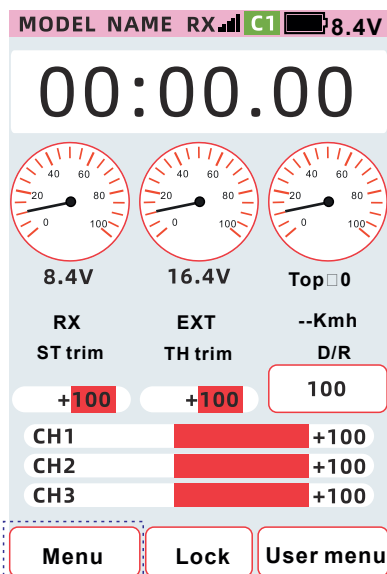 MODEL NAME RX C1 8.4V
00:00.00
40 60 40 60 40 60
20 80 20 80 20 80
0 100 0 100 0 100
8.4V 16.4V Top□0
RX EXT --Kmh
ST trim TH trim D/R
+100 +100 100
CH1 +100
CH2 +100
CH3 +100
Menu Lock User menu